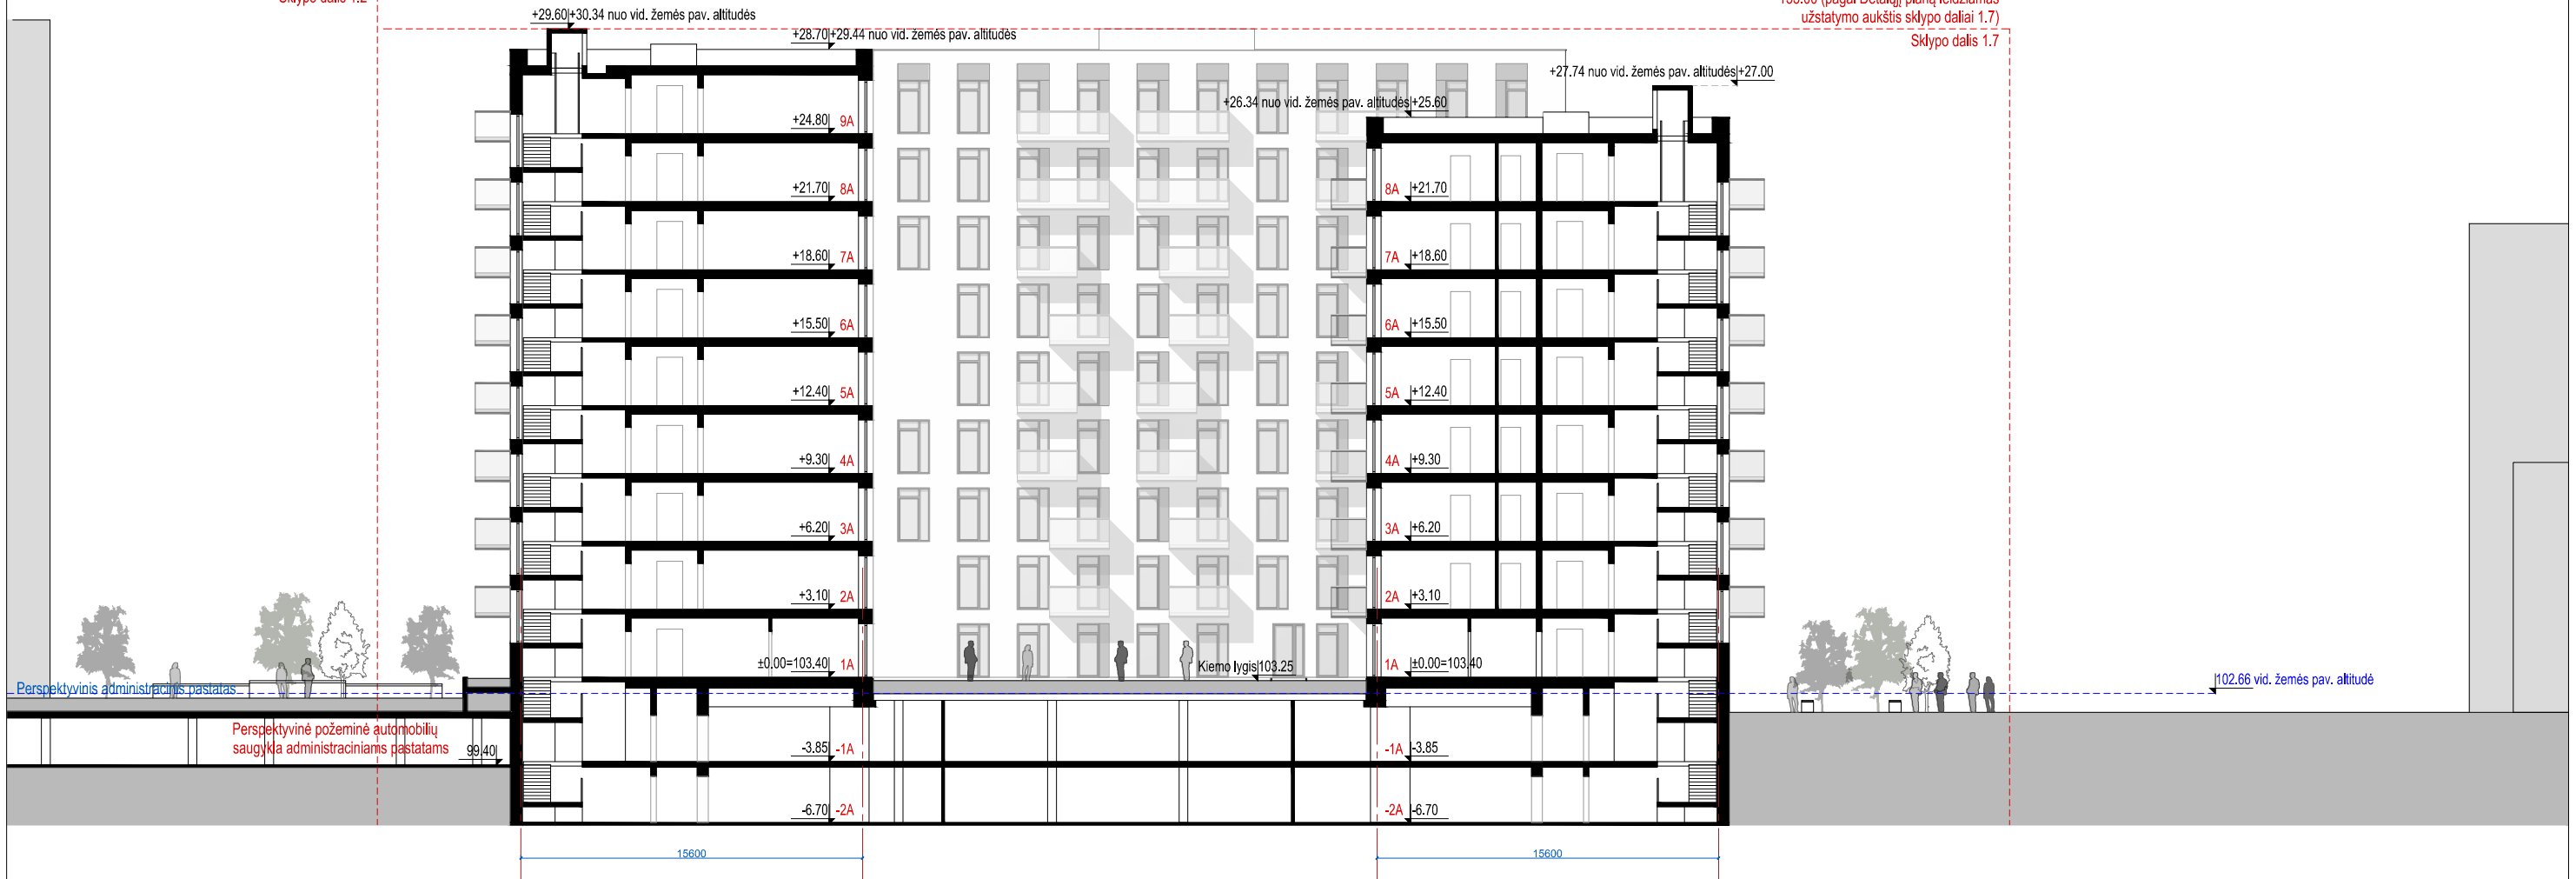 Sklypo dalis 1.2
+29.60 +30.34 nuo vid. žemės pav. altitudės
+28.70 +29.44 nuo vid. žemės pav. altitudės
užstatymo aukštis sklypo daliai 1.7)
Sklypo dalis 1.7
+27.74 nuo vid. žemės pav. altitudės +27.00
+26.34 nuo vid. žemės pav. altitudės +25.60
+24.80 9A
+21.70 8A
8A +21.70
+18.60 7A
7A +18.60
+15.50 6A
6A +15.50
+12.40 5A
5A +12.40
+9.30 4A
4A +9.30
+6.20 3A
3A +6.20
+3.10 2A
2A +3.10
±0.00=103.40 1A
Kiemo lygis 103.25
1A ±0.00=103.40
Perspektyvinis administracinis pastatas
102.66 vid. žemės pav. altitudė
Perspektyvinė požeminė automobilių
saugykla administraciniams pastatams
99.40
-3.85 -1A
-1A -3.85
-6.70 -2A
-2A -6.70
15600
15600